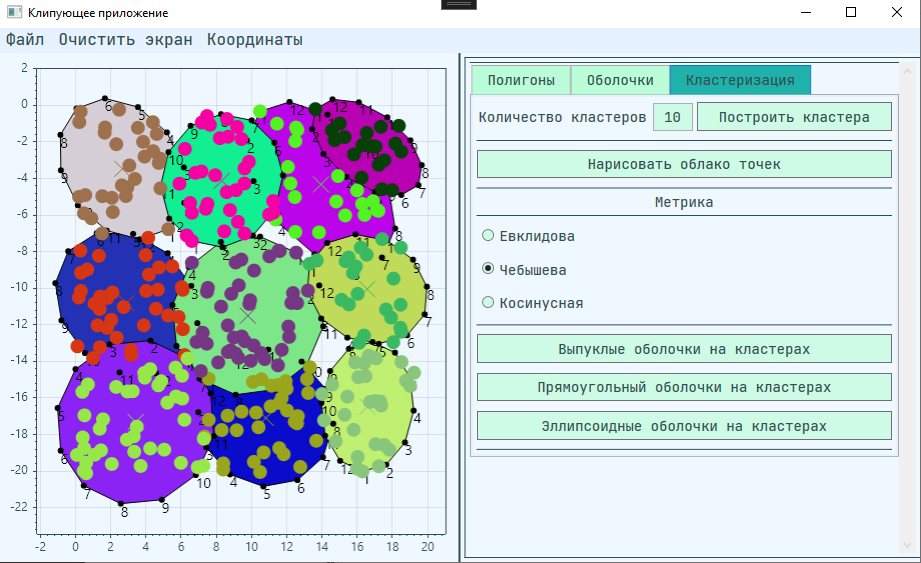 Клипующее приложение
Файл Очистить экран Координаты
Полигоны Оболочки Кластеризация
Количество кластеров 10 Построить кластера
Нарисовать облако точек
Метрика
Евклидова
Чебышева
Косинусная
Выпуклые оболочки на кластерах
Прямоугольный оболочки на кластерах
Эллипсоидные оболочки на кластерах
2
0
-2
-4
-6
-8
-10
-12
-14
-16
-18
-20
-22
-2 0 2 4 6 8 10 12 14 16 18 20